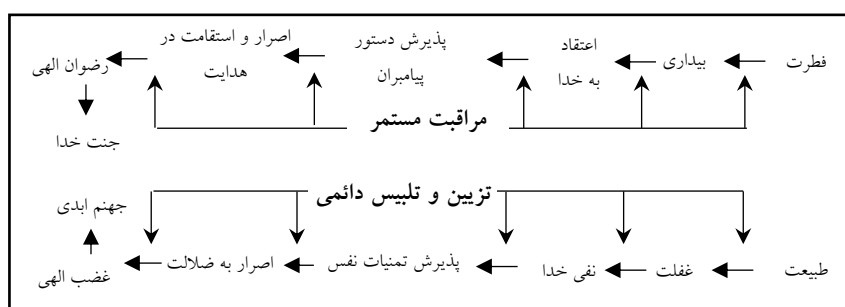 فطرت
بیداری
اعتقاد
به خدا
پذیرش دستور
پیامبران
اصرار و استقامت در
هدایت
رضوان الهی
جنت خدا
مراقبت مستمر
تزیین و تلبیس دائمی
طبیعت
غفلت
نفی خدا
پذیرش تمنیات نفس
اصرار به ضلالت
غضب الهی
جهنم ابدی